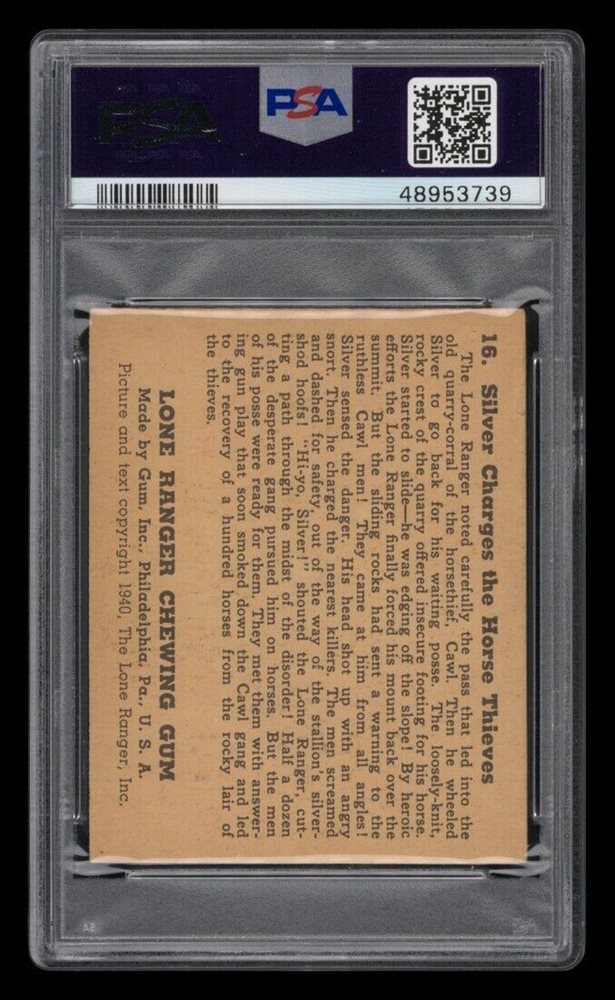 PSA
PSA
48953739
16. Silver Charges the Horse Thieves
The Lone Ranger noted carefully the pass that led into the
old quarry-corral of the horsethief, Cawl. Then he wheeled
Silver to go back for his waiting posse. The loosely-knit,
rocky crest of the quarry offered insecure footing for his horse.
Silver started to slide—he was edging off the slope! By heroic
efforts the Lone Ranger finally forced his mount back over the
summit. But the sliding rocks had sent a warning to the
ruthless Cawl men! They came at him from all angles!
Silver sensed the danger. His head shot up with an angry
snort. Then he charged the nearest killers. The men screamed
and dashed for safety, out of the way of the stallion's silver-
shod hoofs! "Hi-yo, Silver!" shouted the Lone Ranger, cut-
ting a path through the midst of the disorder! Half a dozen
of the desperate gang pursued him on horses. But the men
of his posse were ready for them. They met them with answer-
ing gun play that soon smoked down the Cawl gang and led
to the recovery of a hundred horses from the rocky lair of
the thieves.
LONE RANGER CHEWING GUM
Made by Gum, Inc., Philadelphia, Pa., U. S. A.
Picture and text copyright 1940, The Lone Ranger, Inc.